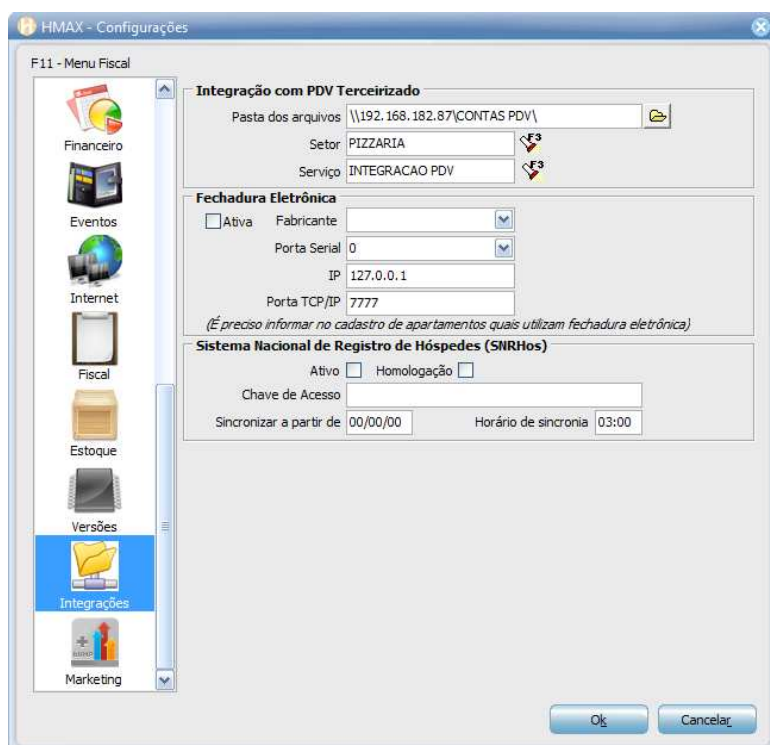 HMAX - Configurações
F11 - Menu Fiscal
Financeiro
Eventos
Internet
Fiscal
Estoque
Versões
Integrações
Marketing
Integração com PDV Terceirizado
Pasta dos arquivos \\192.168.182.87\CONTAS PDV\
Setor PIZZARIA F3
Serviço INTEGRACAO PDV F3
Fechadura Eletrônica
Ativa Fabricante
Porta Serial 0
IP 127.0.0.1
Porta TCP/IP 7777
(É preciso informar no cadastro de apartamentos quais utilizam fechadura eletrônica)
Sistema Nacional de Registro de Hóspedes (SNRHos)
Ativo Homologação
Chave de Acesso
Sincronizar a partir de 00/00/00 Horário de sincronia 03:00
Ok Cancelar